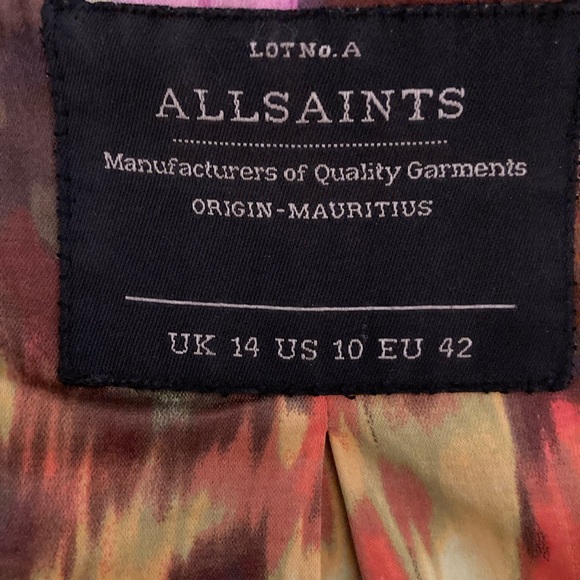 LOT No. A
ALLSAINTS
Manufacturers of Quality Garments
ORIGIN-MAURITIUS
UK 14 US 10 EU 42